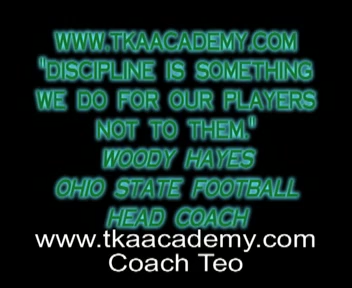 WWW.TKAACADEMY.COM
"DISCIPLINE IS SOMETHING
WE DO FOR OUR PLAYERS
NOT TO THEM."
WOODY HAYES
OHIO STATE FOOTBALL
HEAD COACH
www.tkaacademy.com
Coach Teo